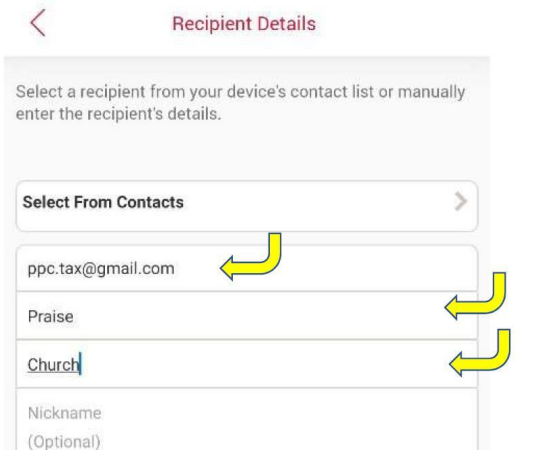 Recipient Details
Select a recipient from your device's contact list or manually
enter the recipient's details.
Select From Contacts
ppc.tax@gmail.com
Praise
Church
Nickname
(Optional)